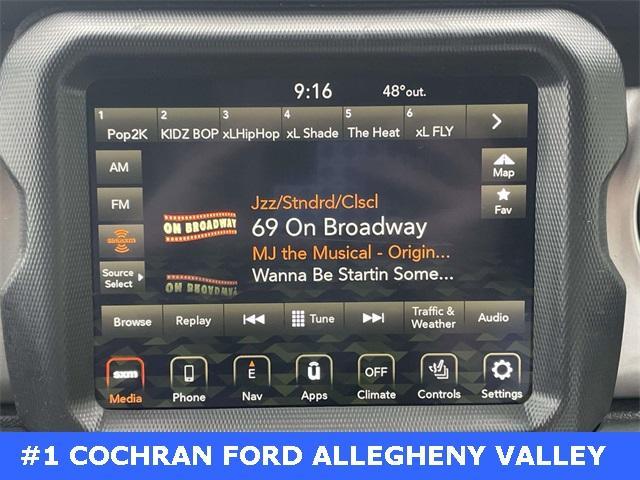 9:16 48°out.
1 2 3 4 5 6
Pop2K KIDZ BOP xLHipHop xL Shade The Heat xL FLY
AM
Map
FM
Fav
Jzz/Stndrd/Clscl
ON BROADWAY
69 On Broadway
siriusxm
MJ the Musical - Origin...
Source
Select
Wanna Be Startin Some...
ON BROADWAY
Browse Replay Tune Traffic &
Weather Audio
sxm E û OFF
Media Phone Nav Apps Climate Controls Settings
#1 COCHRAN FORD ALLEGHENY VALLEY